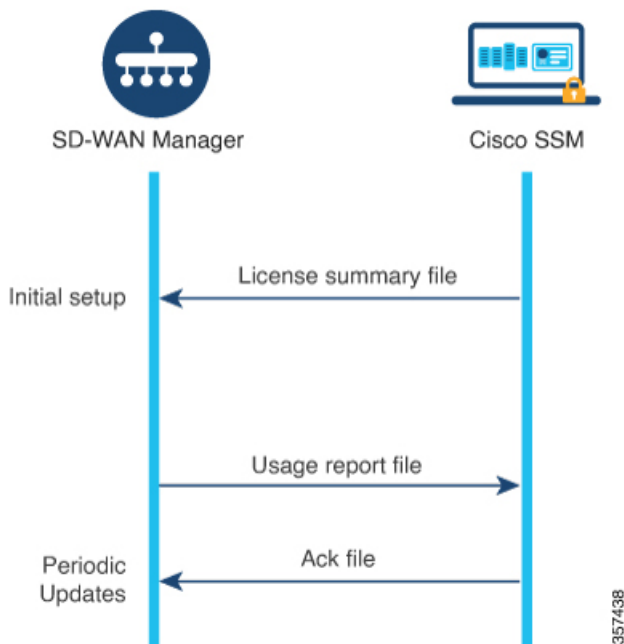 SD-WAN Manager
Cisco SSM
License summary file
Initial setup
Usage report file
Ack file
Periodic
Updates
357438